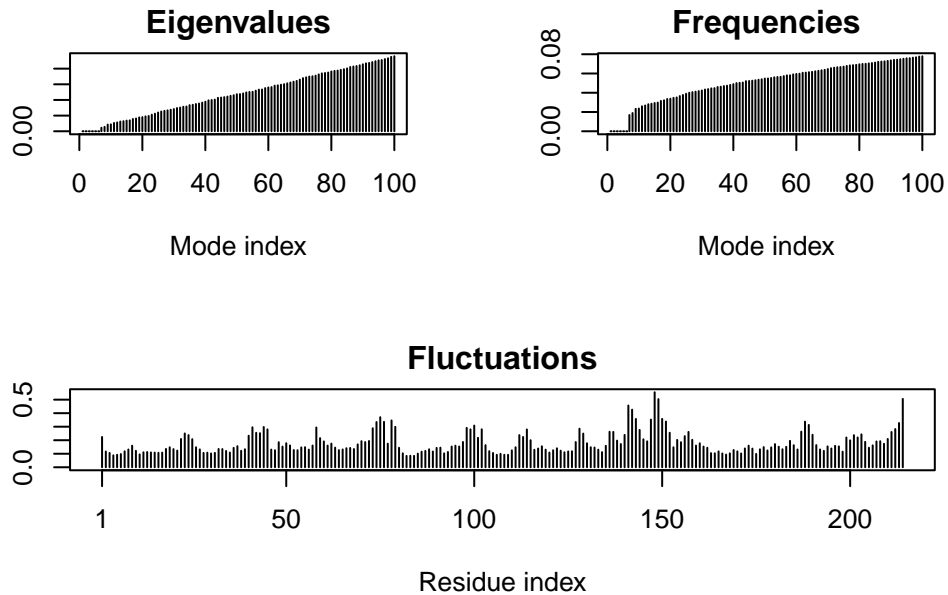 Eigenvalues
0.00
0 20 40 60 80 100
Mode index
Frequencies
0.00 0.08
0 20 40 60 80 100
Mode index
Fluctuations
0.0 0.5
1 50 100 150 200
Residue index